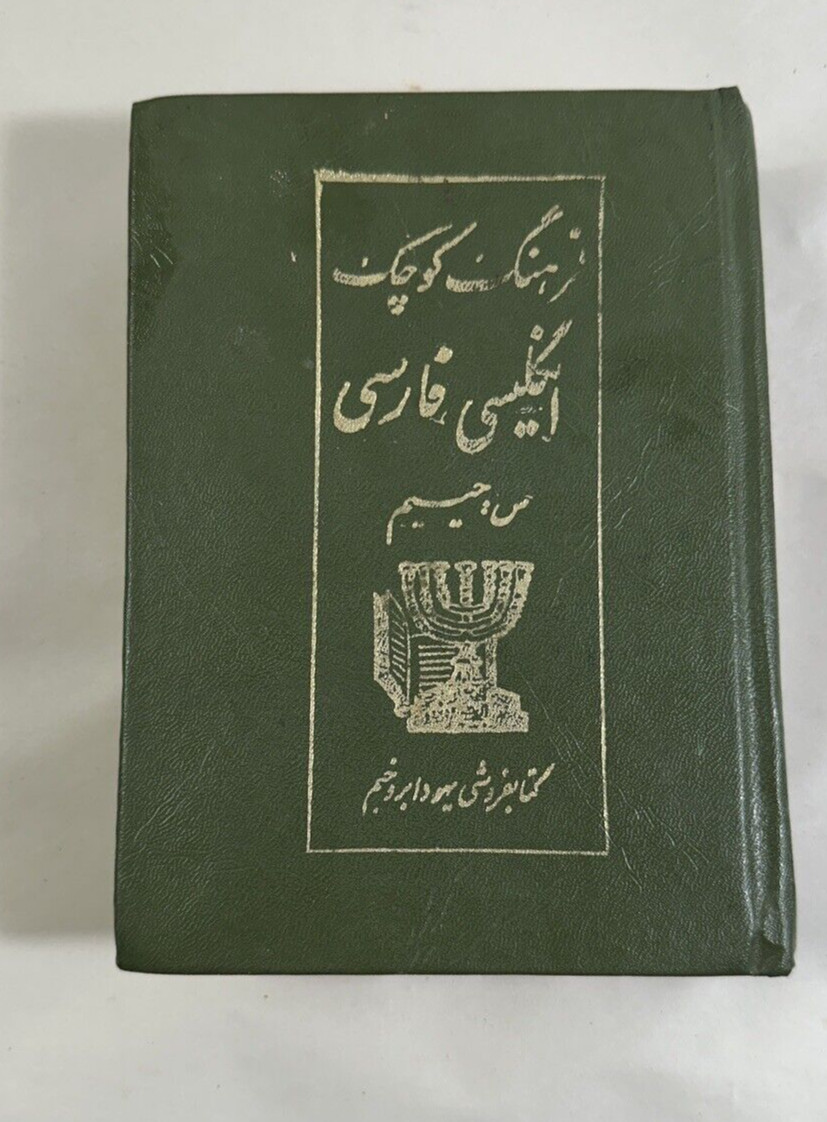 فرهنگ کوچک
انگلیسی فارسی
س. حییم
کتابفروشی یهودا بروخیم